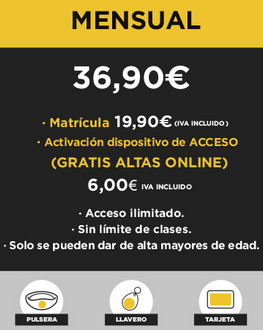 MENSUAL
36,90€
· Matrícula 19,90€ (IVA INCLUIDO)
· Activación dispositivo de ACCESO
(GRATIS ALTAS ONLINE)
6,00€ IVA INCLUIDO
· Acceso ilimitado.
· Sin límite de clases.
· Solo se pueden dar de alta mayores de edad.
PULSERA LLAVERO TARJETA